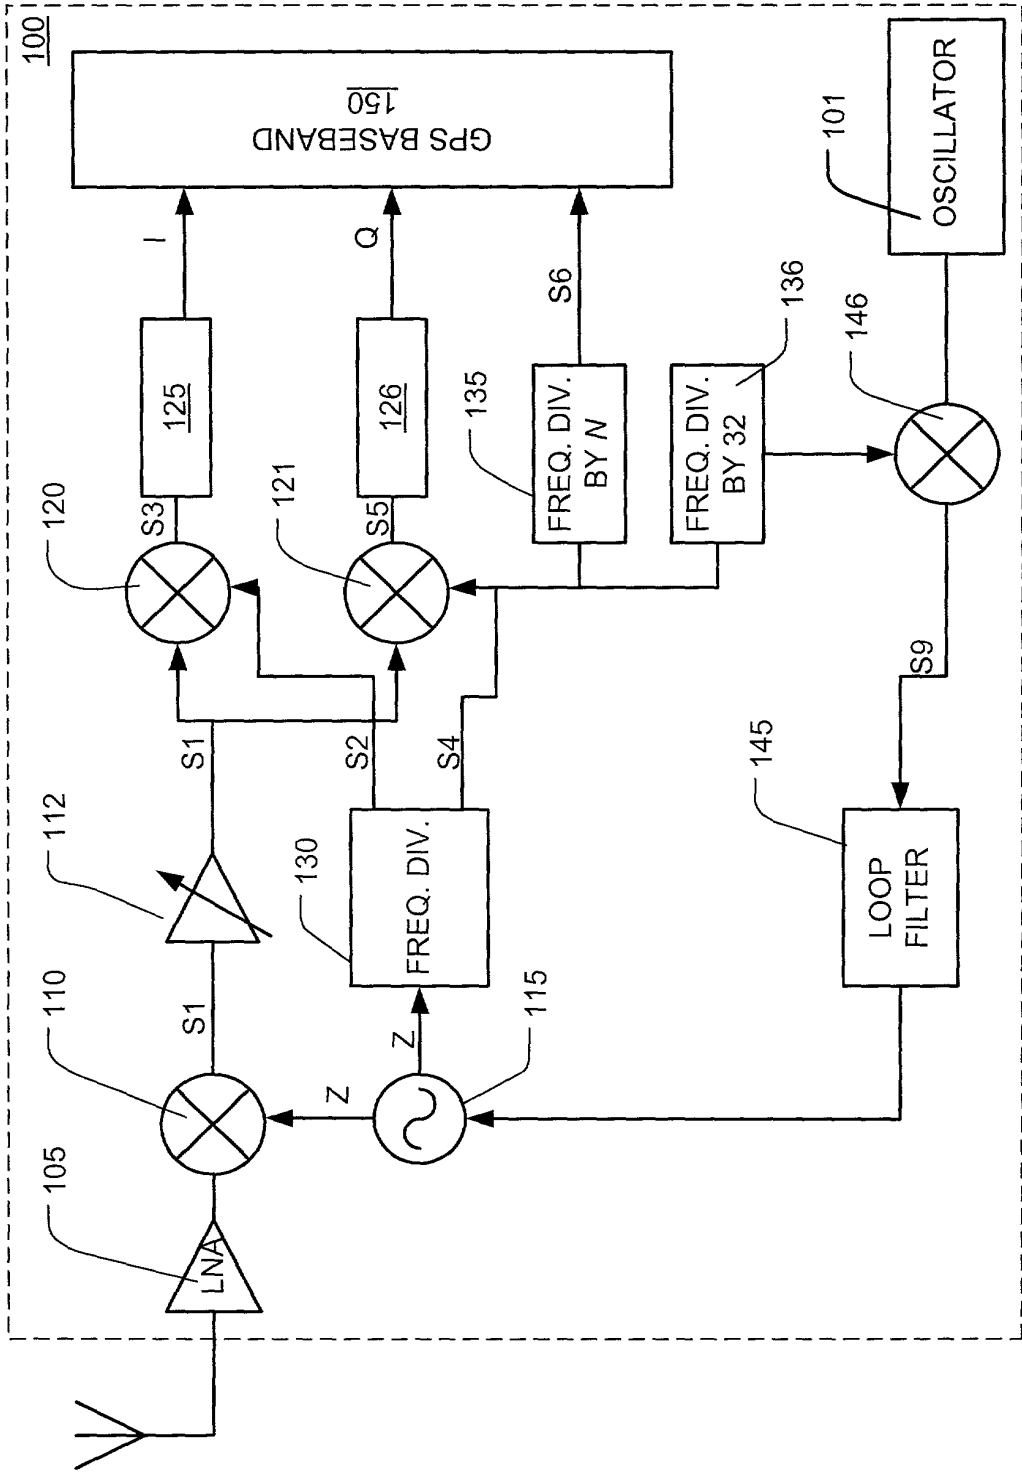 100
105
LNA
110
S1
112
S1
120
S3
125
I
GPS BASEBAND
150
Z
Z
115
130
FREQ. DIV.
S2
S4
121
S5
126
Q
135
FREQ. DIV.
BY N
S6
FREQ. DIV.
BY 32
136
145
LOOP
FILTER
S9
146
101
OSCILLATOR